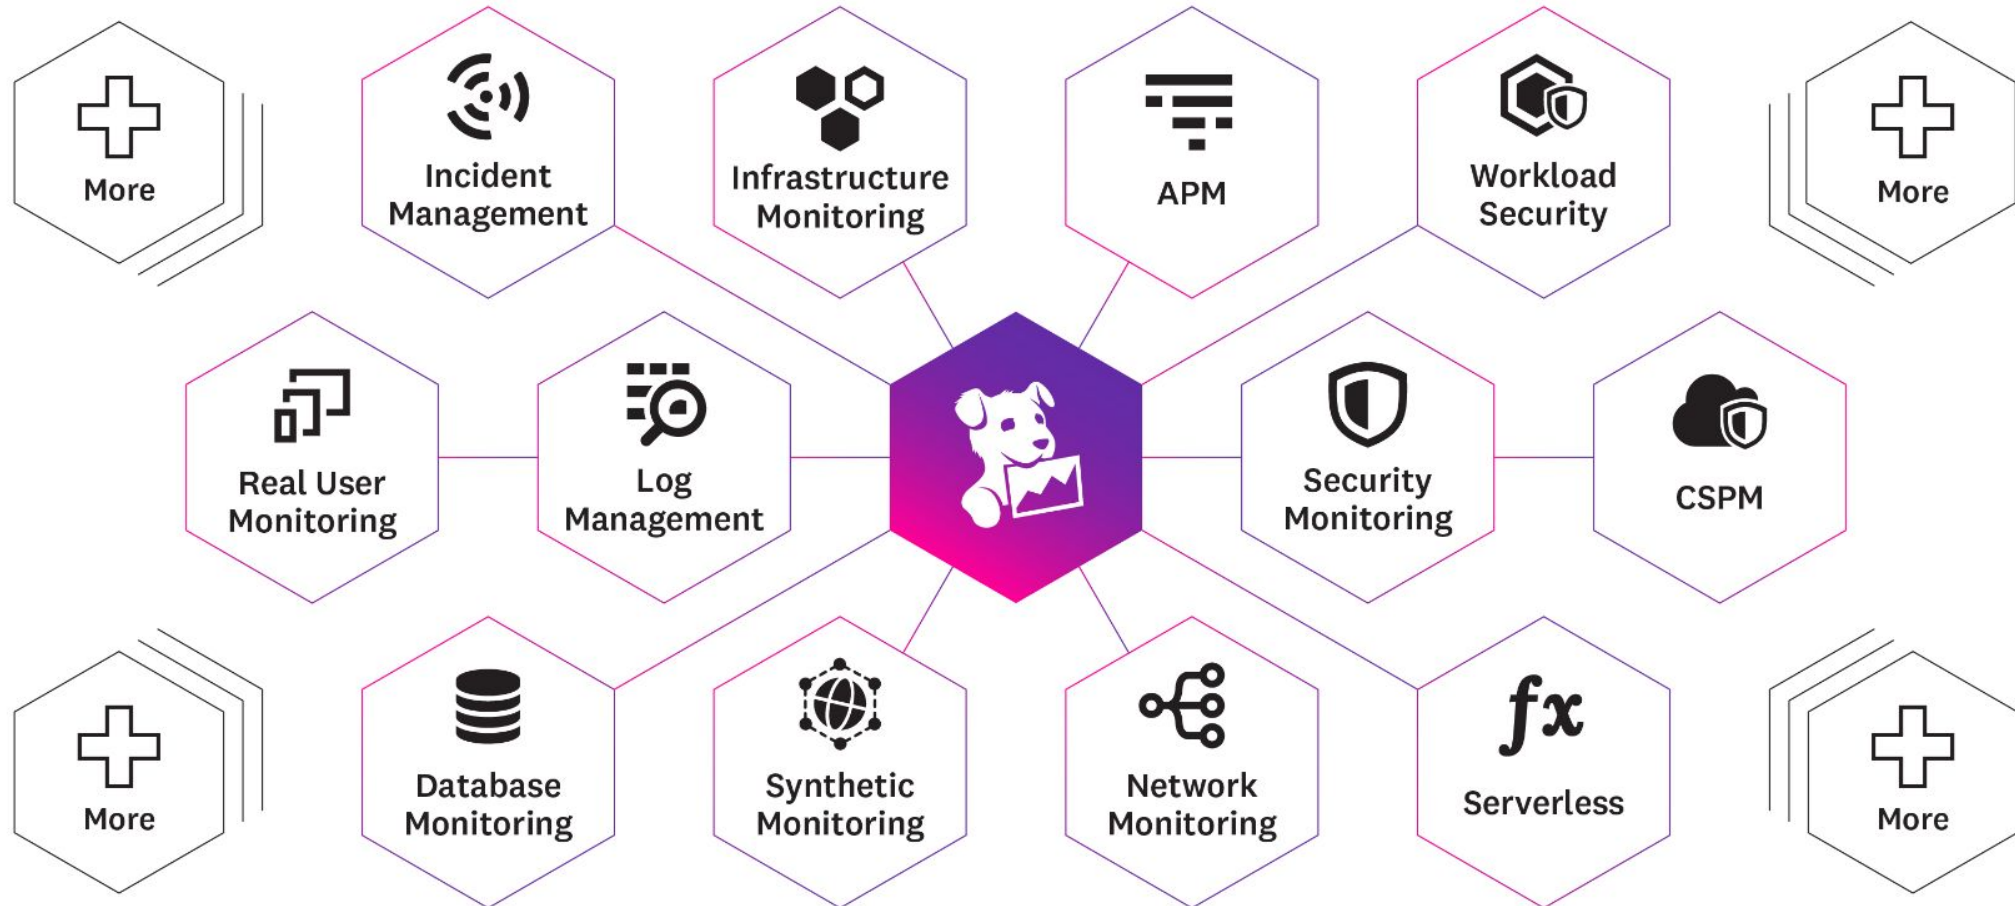 More
Incident
Management
Infrastructure
Monitoring
APM
Workload
Security
More
Real User
Monitoring
Log
Management
Security
Monitoring
CSPM
More
Database
Monitoring
Synthetic
Monitoring
Network
Monitoring
fx
Serverless
More